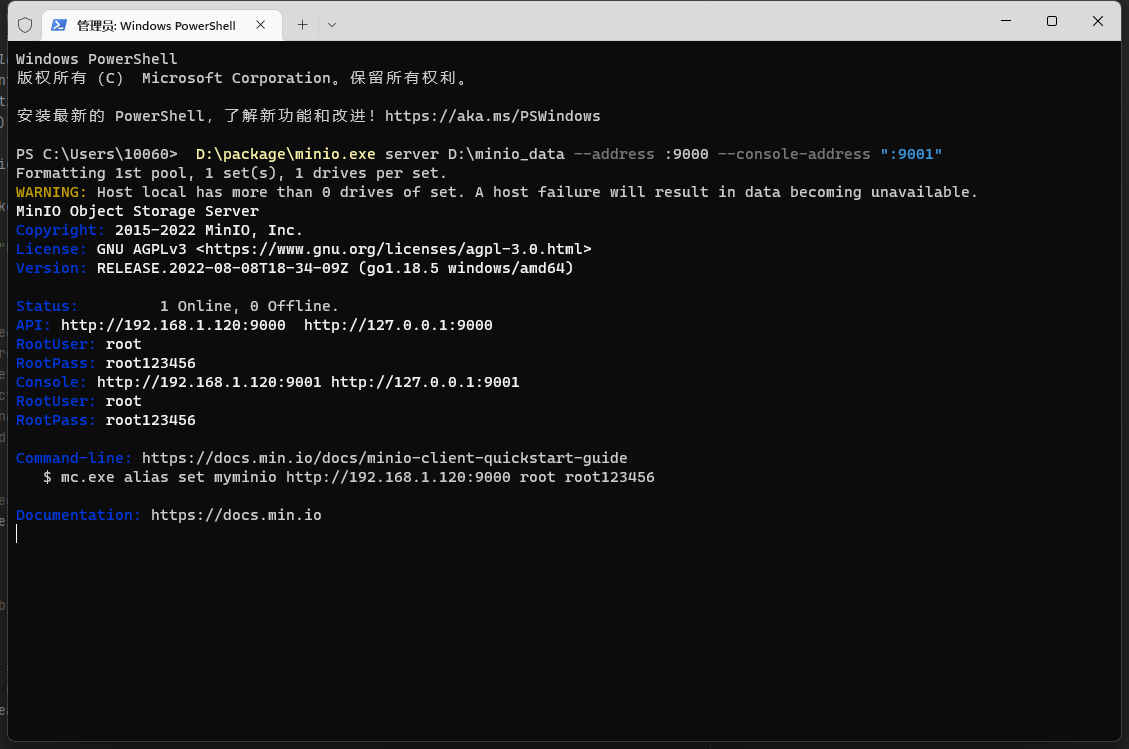 管理员: Windows PowerShell
Windows PowerShell
版权所有 (C) Microsoft Corporation。保留所有权利。
安装最新的 PowerShell，了解新功能和改进！https://aka.ms/PSWindows
PS C:\Users\10060>  D:\package\minio.exe server D:\minio_data --address :9000 --console-address ":9001"
Formatting 1st pool, 1 set(s), 1 drives per set.
WARNING: Host local has more than 0 drives of set. A host failure will result in data becoming unavailable.
MinIO Object Storage Server
Copyright: 2015-2022 MinIO, Inc.
License: GNU AGPLv3 <https://www.gnu.org/licenses/agpl-3.0.html>
Version: RELEASE.2022-08-08T18-34-09Z (go1.18.5 windows/amd64)
Status:         1 Online, 0 Offline.
API: http://192.168.1.120:9000  http://127.0.0.1:9000
RootUser: root
RootPass: root123456
Console: http://192.168.1.120:9001 http://127.0.0.1:9001
RootUser: root
RootPass: root123456
Command-line: https://docs.min.io/docs/minio-client-quickstart-guide
$ mc.exe alias set myminio http://192.168.1.120:9000 root root123456
Documentation: https://docs.min.io